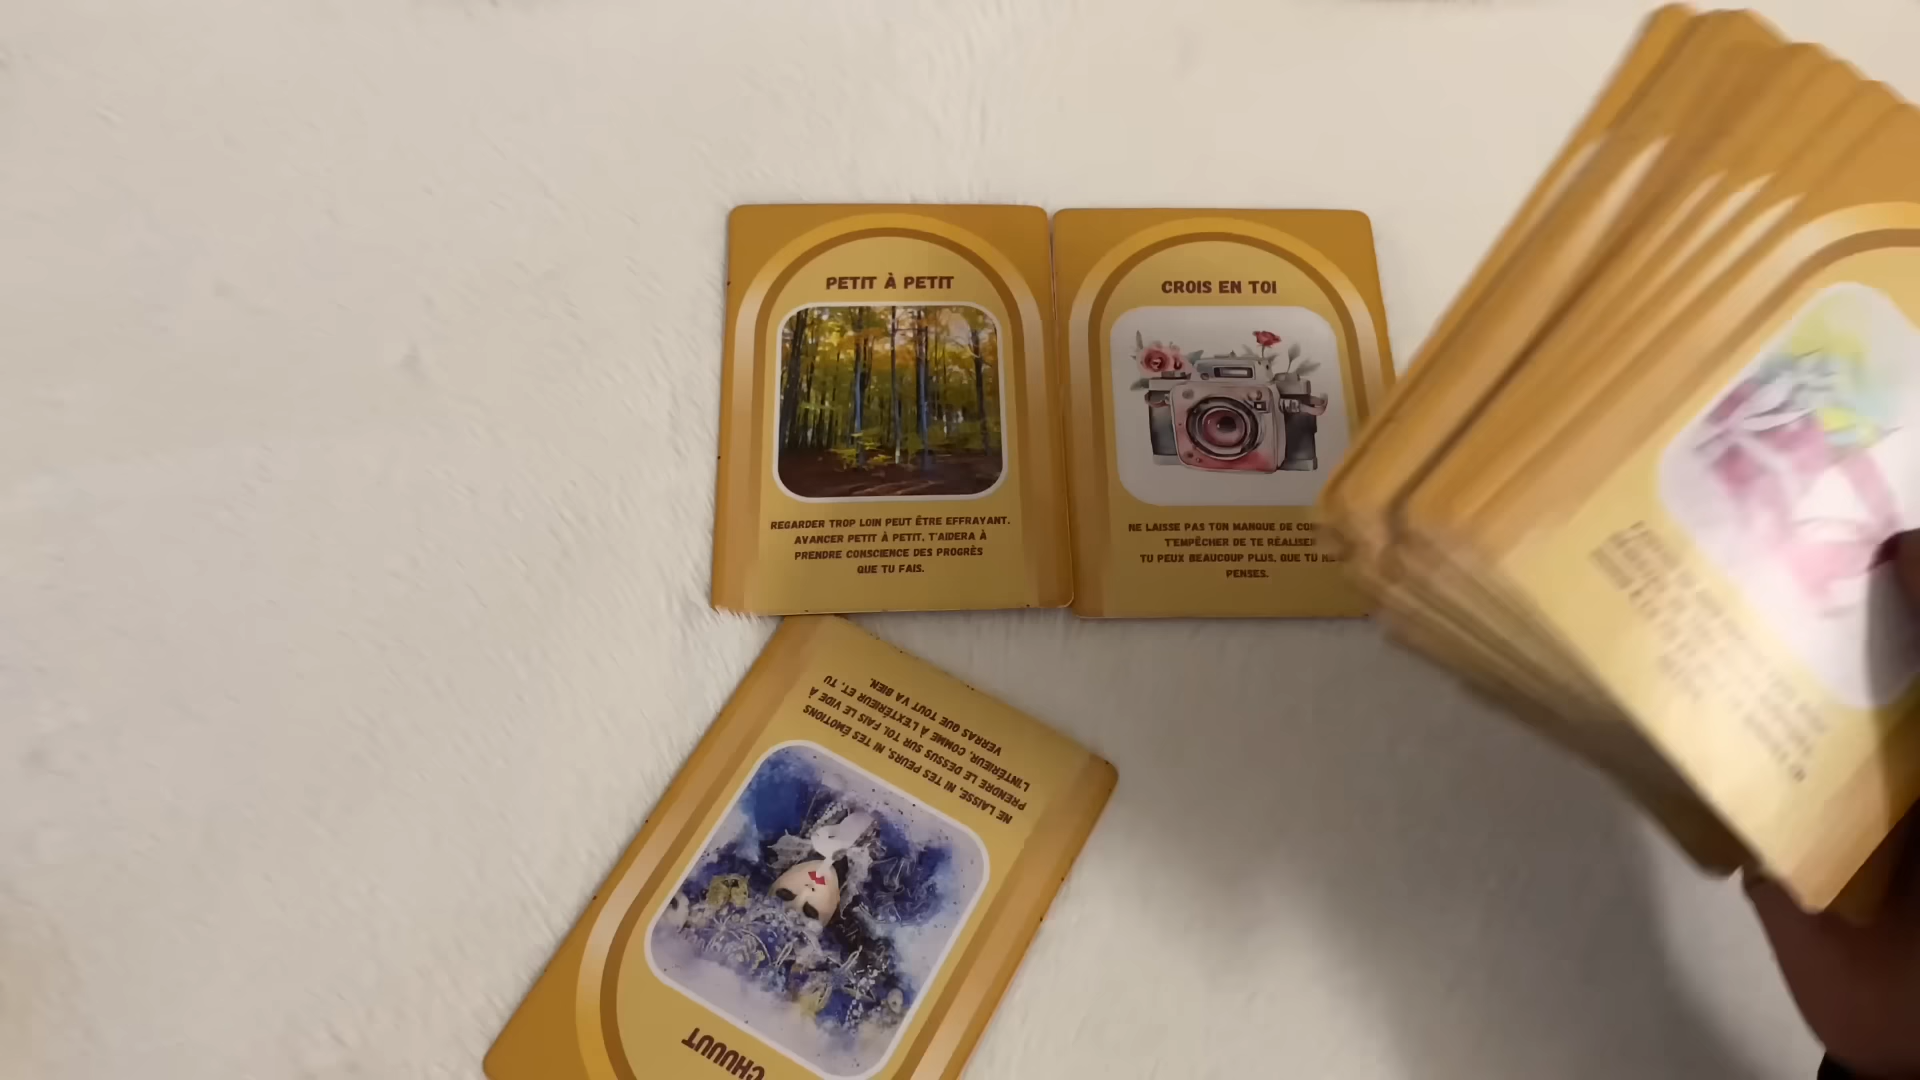 PETIT À PETIT
REGARDER TROP LOIN PEUT ÊTRE EFFRAYANT.
AVANCER PETIT À PETIT, T'AIDERA À
PRENDRE CONSCIENCE DES PROGRÈS
QUE TU FAIS.
CROIS EN TOI
NE LAISSE PAS TON MANQUE DE
T'EMPÊCHER DE TE RÉALISER
TU PEUX BEAUCOUP PLUS, QUE TU
PENSES.
CHUUUT
NE LAISSE, NI TES PEURS, NI TES ÉMOTIONS
PRENDRE LE DESSUS SUR TOI. FAIS LE VIDE À
L'INTÉRIEUR, COMME À L'EXTÉRIEUR ET, TU
VERRAS QUE TOUT VA BIEN.